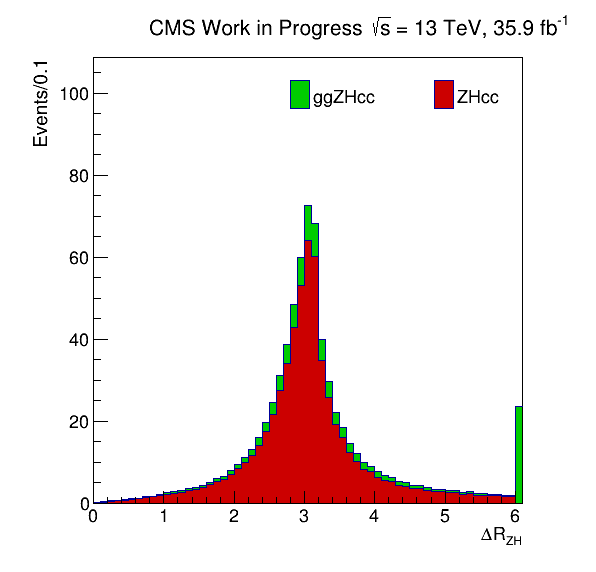 CMS Work in Progress √s = 13 TeV, 35.9 fb⁻¹
Events/0.1
ggZHcc ZHcc
100
80
60
40
20
0
0 1 2 3 4 5 6
ΔR_ZH